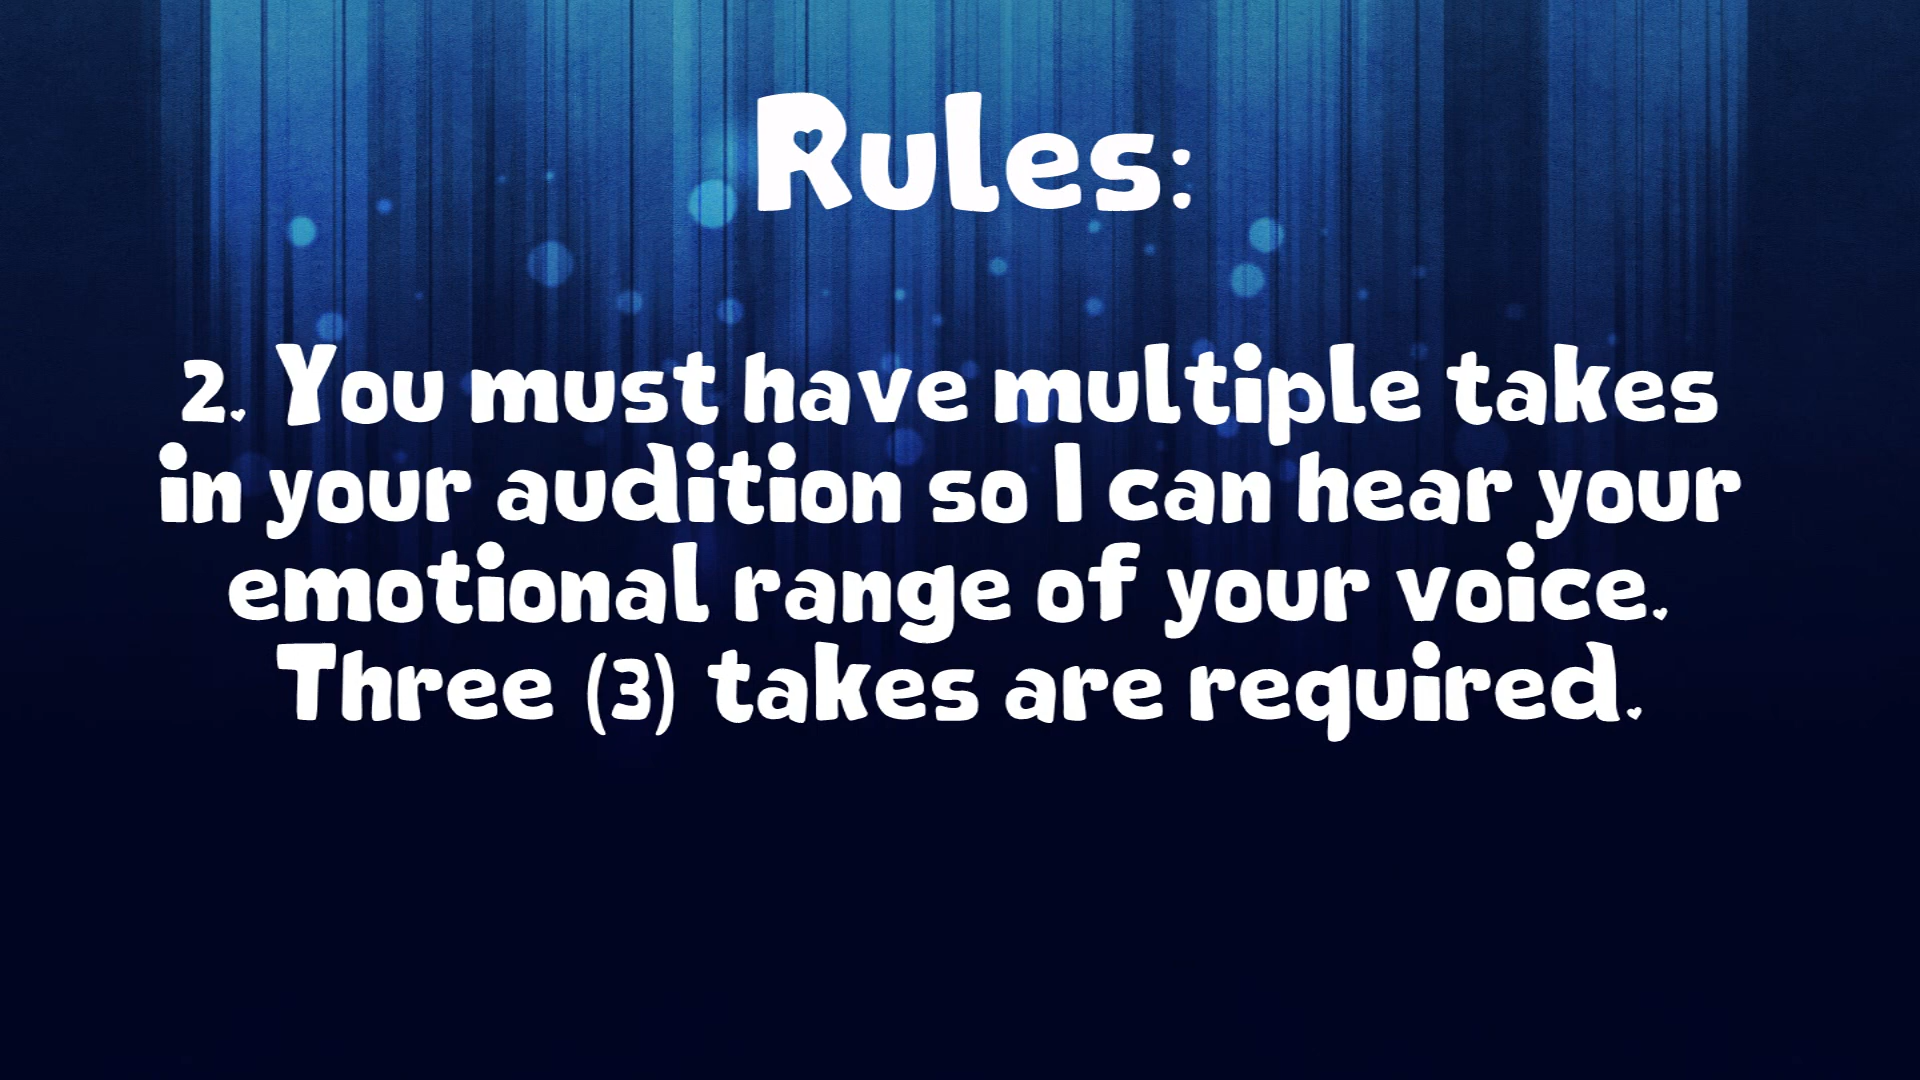 Rules:
2. You must have multiple takes
in your audition so I can hear your
emotional range of your voice.
Three (3) takes are required.